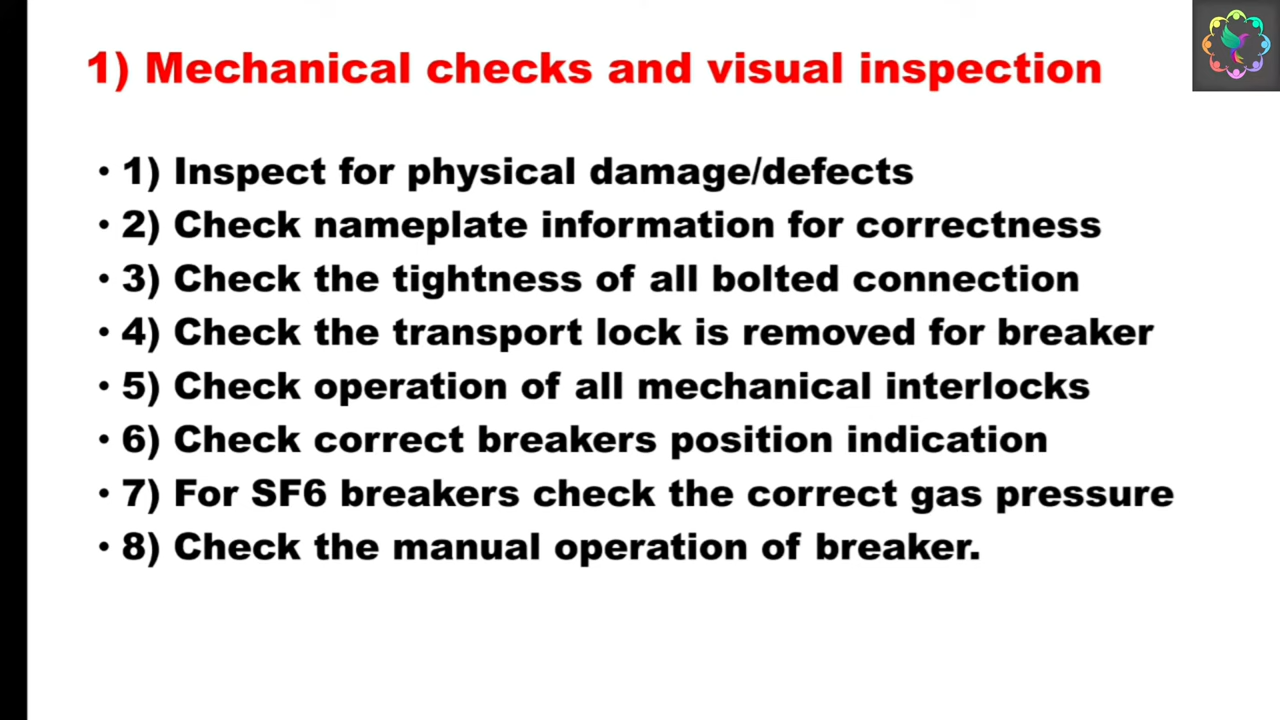 1) Mechanical checks and visual inspection
• 1) Inspect for physical damage/defects
• 2) Check nameplate information for correctness
• 3) Check the tightness of all bolted connection
• 4) Check the transport lock is removed for breaker
• 5) Check operation of all mechanical interlocks
• 6) Check correct breakers position indication
• 7) For SF6 breakers check the correct gas pressure
• 8) Check the manual operation of breaker.